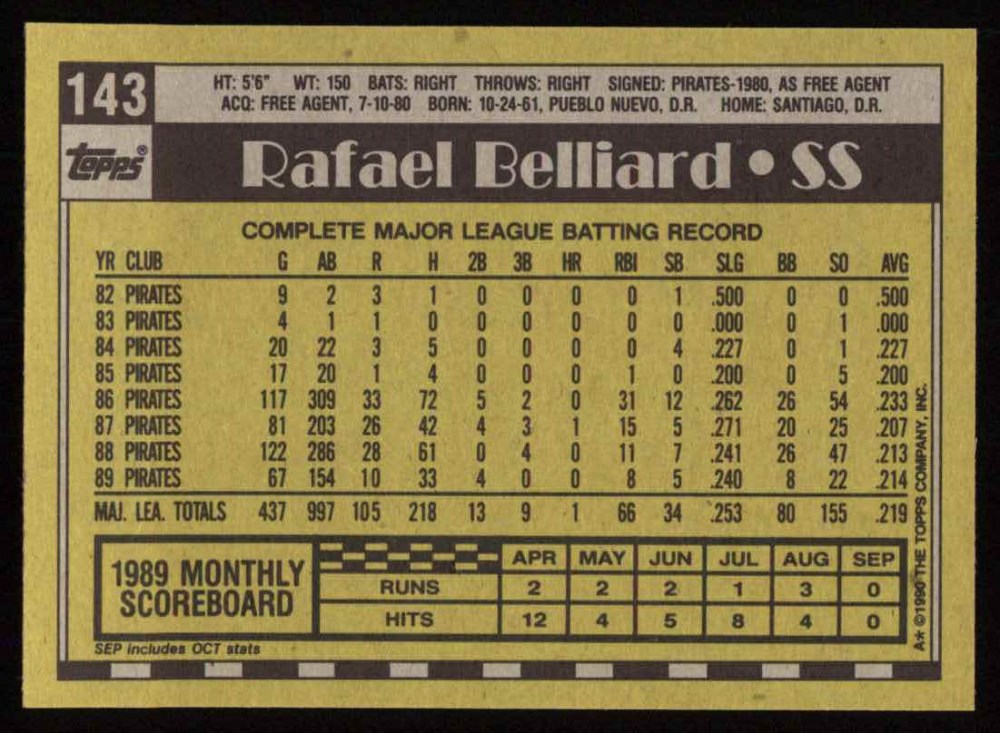 143
HT: 5'6" WT: 150 BATS: RIGHT THROWS: RIGHT SIGNED: PIRATES-1980, AS FREE AGENT
ACQ: FREE AGENT, 7-10-80 BORN: 10-24-61, PUEBLO NUEVO, D.R. HOME: SANTIAGO, D.R.
TOPPS®
Rafael Belliard • SS
COMPLETE MAJOR LEAGUE BATTING RECORD
YR CLUB G AB R H 2B 3B HR RBI SB SLG BB SO AVG
82 PIRATES 9 2 3 1 0 0 0 0 1 .500 0 0 .500
83 PIRATES 4 1 1 0 0 0 0 0 0 .000 0 1 .000
84 PIRATES 20 22 3 5 0 0 0 0 4 .227 0 1 .227
85 PIRATES 17 20 1 4 0 0 0 1 0 .200 0 5 .200
86 PIRATES 117 309 33 72 5 2 0 31 12 .262 26 54 .233
87 PIRATES 81 203 26 42 4 3 1 15 5 .271 20 25 .207
88 PIRATES 122 286 28 61 0 4 0 11 7 .241 26 47 .213
89 PIRATES 67 154 10 33 4 0 0 8 5 .240 8 22 .214
MAJ. LEA. TOTALS 437 997 105 218 13 9 1 66 34 .253 80 155 .219
1989 MONTHLY
SCOREBOARD
APR MAY JUN JUL AUG SEP
RUNS 2 2 2 1 3 0
HITS 12 4 5 8 4 0
SEP includes OCT stats
A* ©1990 THE TOPPS COMPANY, INC.